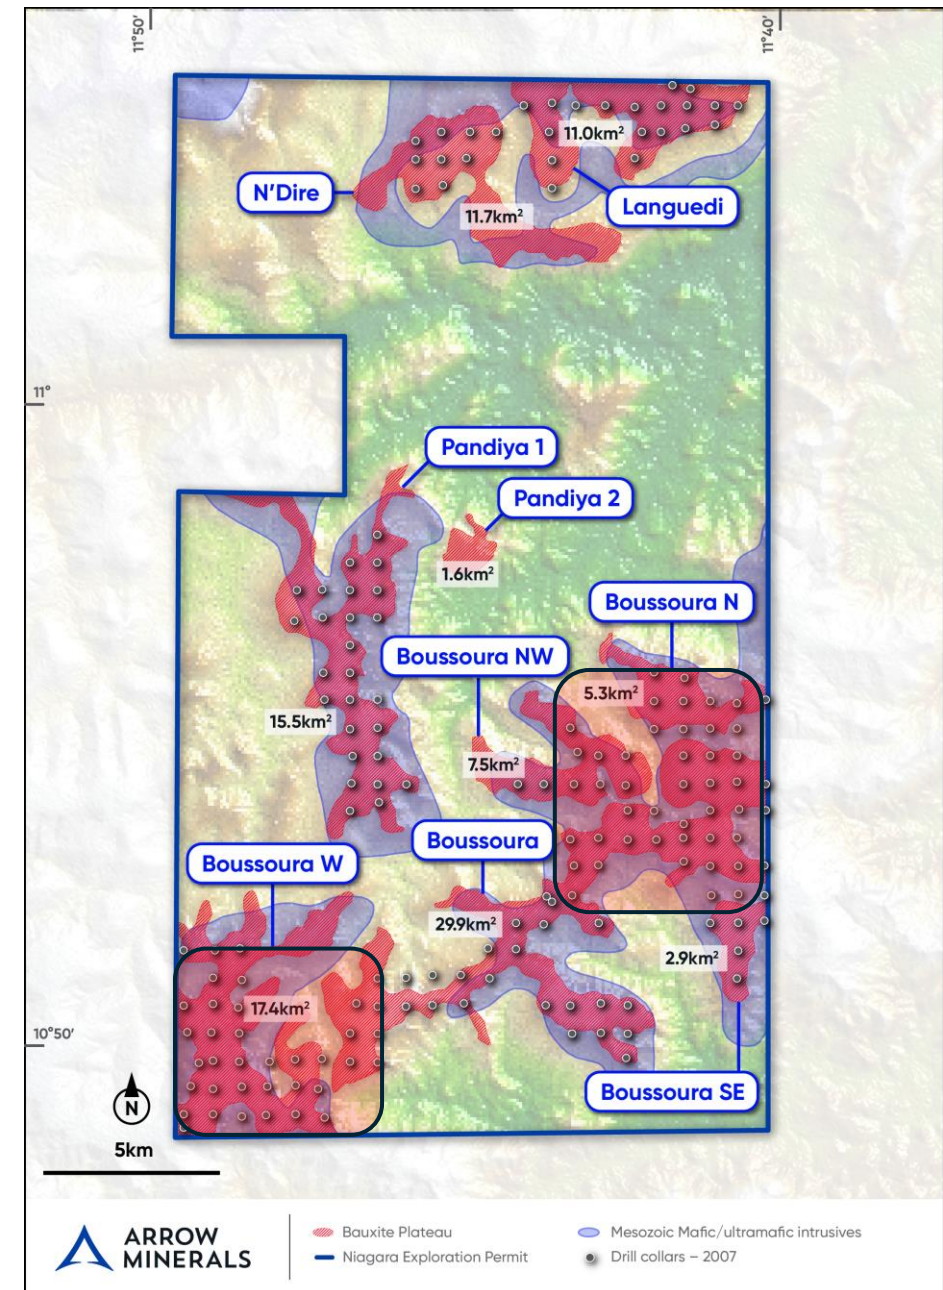 11°50'
11°40'
11.0km²
N'Dire
Languedi
11.7km²
11°
Pandiya 1
Pandiya 2
1.6km²
Boussoura N
Boussoura NW
5.3km²
15.5km²
7.5km²
Boussoura
Boussoura W
29.9km²
2.9km²
17.4km²
10°50'
Boussoura SE
N
5km
ARROW
MINERALS
Bauxite Plateau
Niagara Exploration Permit
Mesozoic Mafic/ultramafic intrusives
Drill collars – 2007